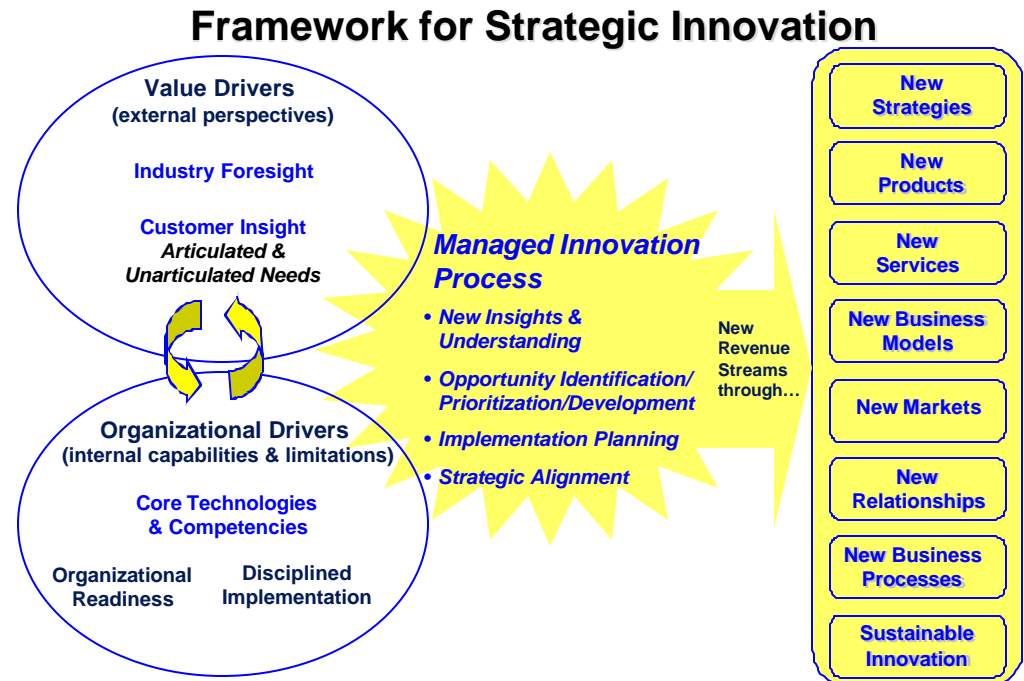 Framework for Strategic Innovation
Value Drivers
(external perspectives)
Industry Foresight
Customer Insight
Articulated &
Unarticulated Needs
Organizational Drivers
(internal capabilities & limitations)
Core Technologies
& Competencies
Organizational
Readiness
Disciplined
Implementation
Managed Innovation
Process
• New Insights &
Understanding
• Opportunity Identification/
Prioritization/Development
• Implementation Planning
• Strategic Alignment
New
Revenue
Streams
through…
New
Strategies
New
Products
New
Services
New Business
Models
New Markets
New
Relationships
New Business
Processes
Sustainable
Innovation